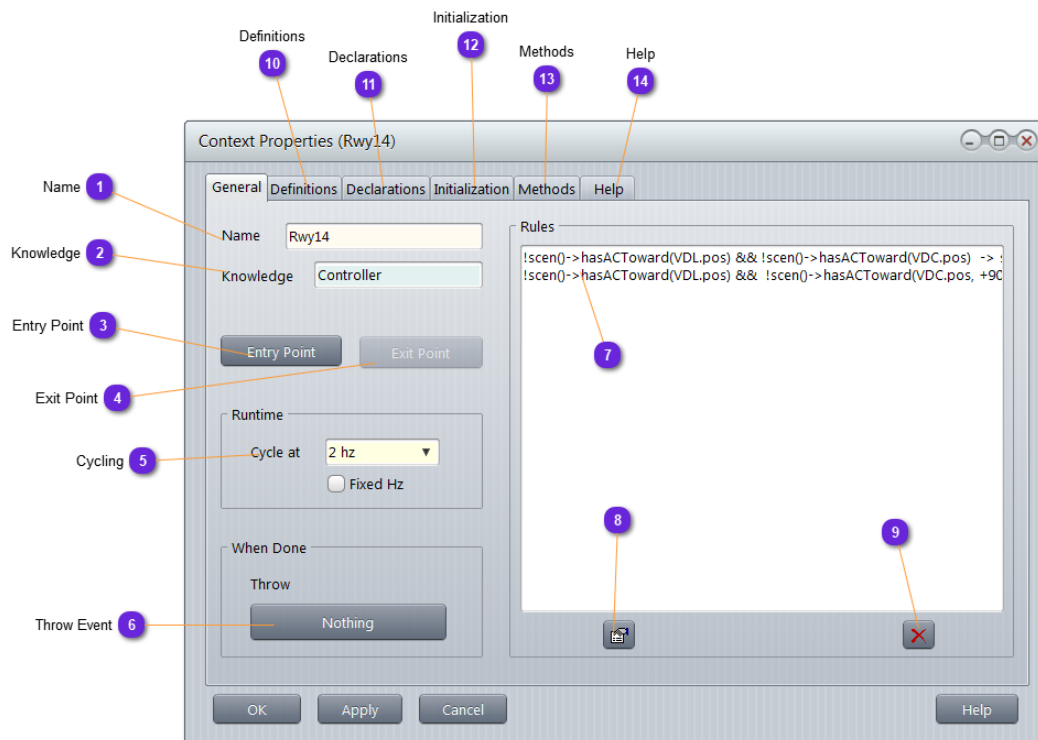 Initialization
12
Definitions
10
Declarations
11
Methods
13
Help
14
Context Properties (Rwy14)
Name 1
General Definitions Declarations Initialization Methods Help
Name Rwy14
Rules
!scen()->hasACToward(VDL.pos) && !scen()->hasACToward(VDC.pos) -> s
!scen()->hasACToward(VDL.pos) && !scen()->hasACToward(VDC.pos, +90
Knowledge 2
Knowledge Controller
Entry Point 3
Entry Point Exit Point
7
Exit Point 4
Runtime
Cycling 5
Cycle at 2 hz
Fixed Hz
8
9
When Done
Throw
Throw Event 6
Nothing
OK Apply Cancel Help